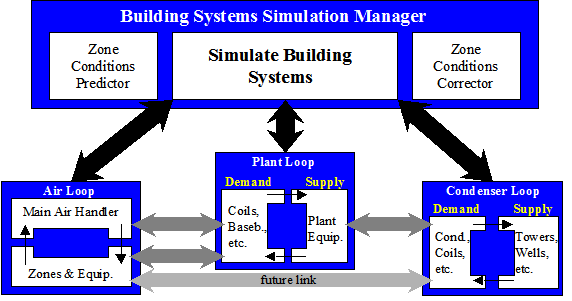 Building Systems Simulation Manager
Zone
Conditions
Predictor
Simulate Building
Systems
Zone
Conditions
Corrector
Air Loop
Main Air Handler
Zones & Equip.
Plant Loop
Demand Supply
Coils,
Baseb.,
etc.
Plant
Equip.
Condenser Loop
Demand Supply
Cond.,
Coils,
etc.
Towers,
Wells,
etc.
future link